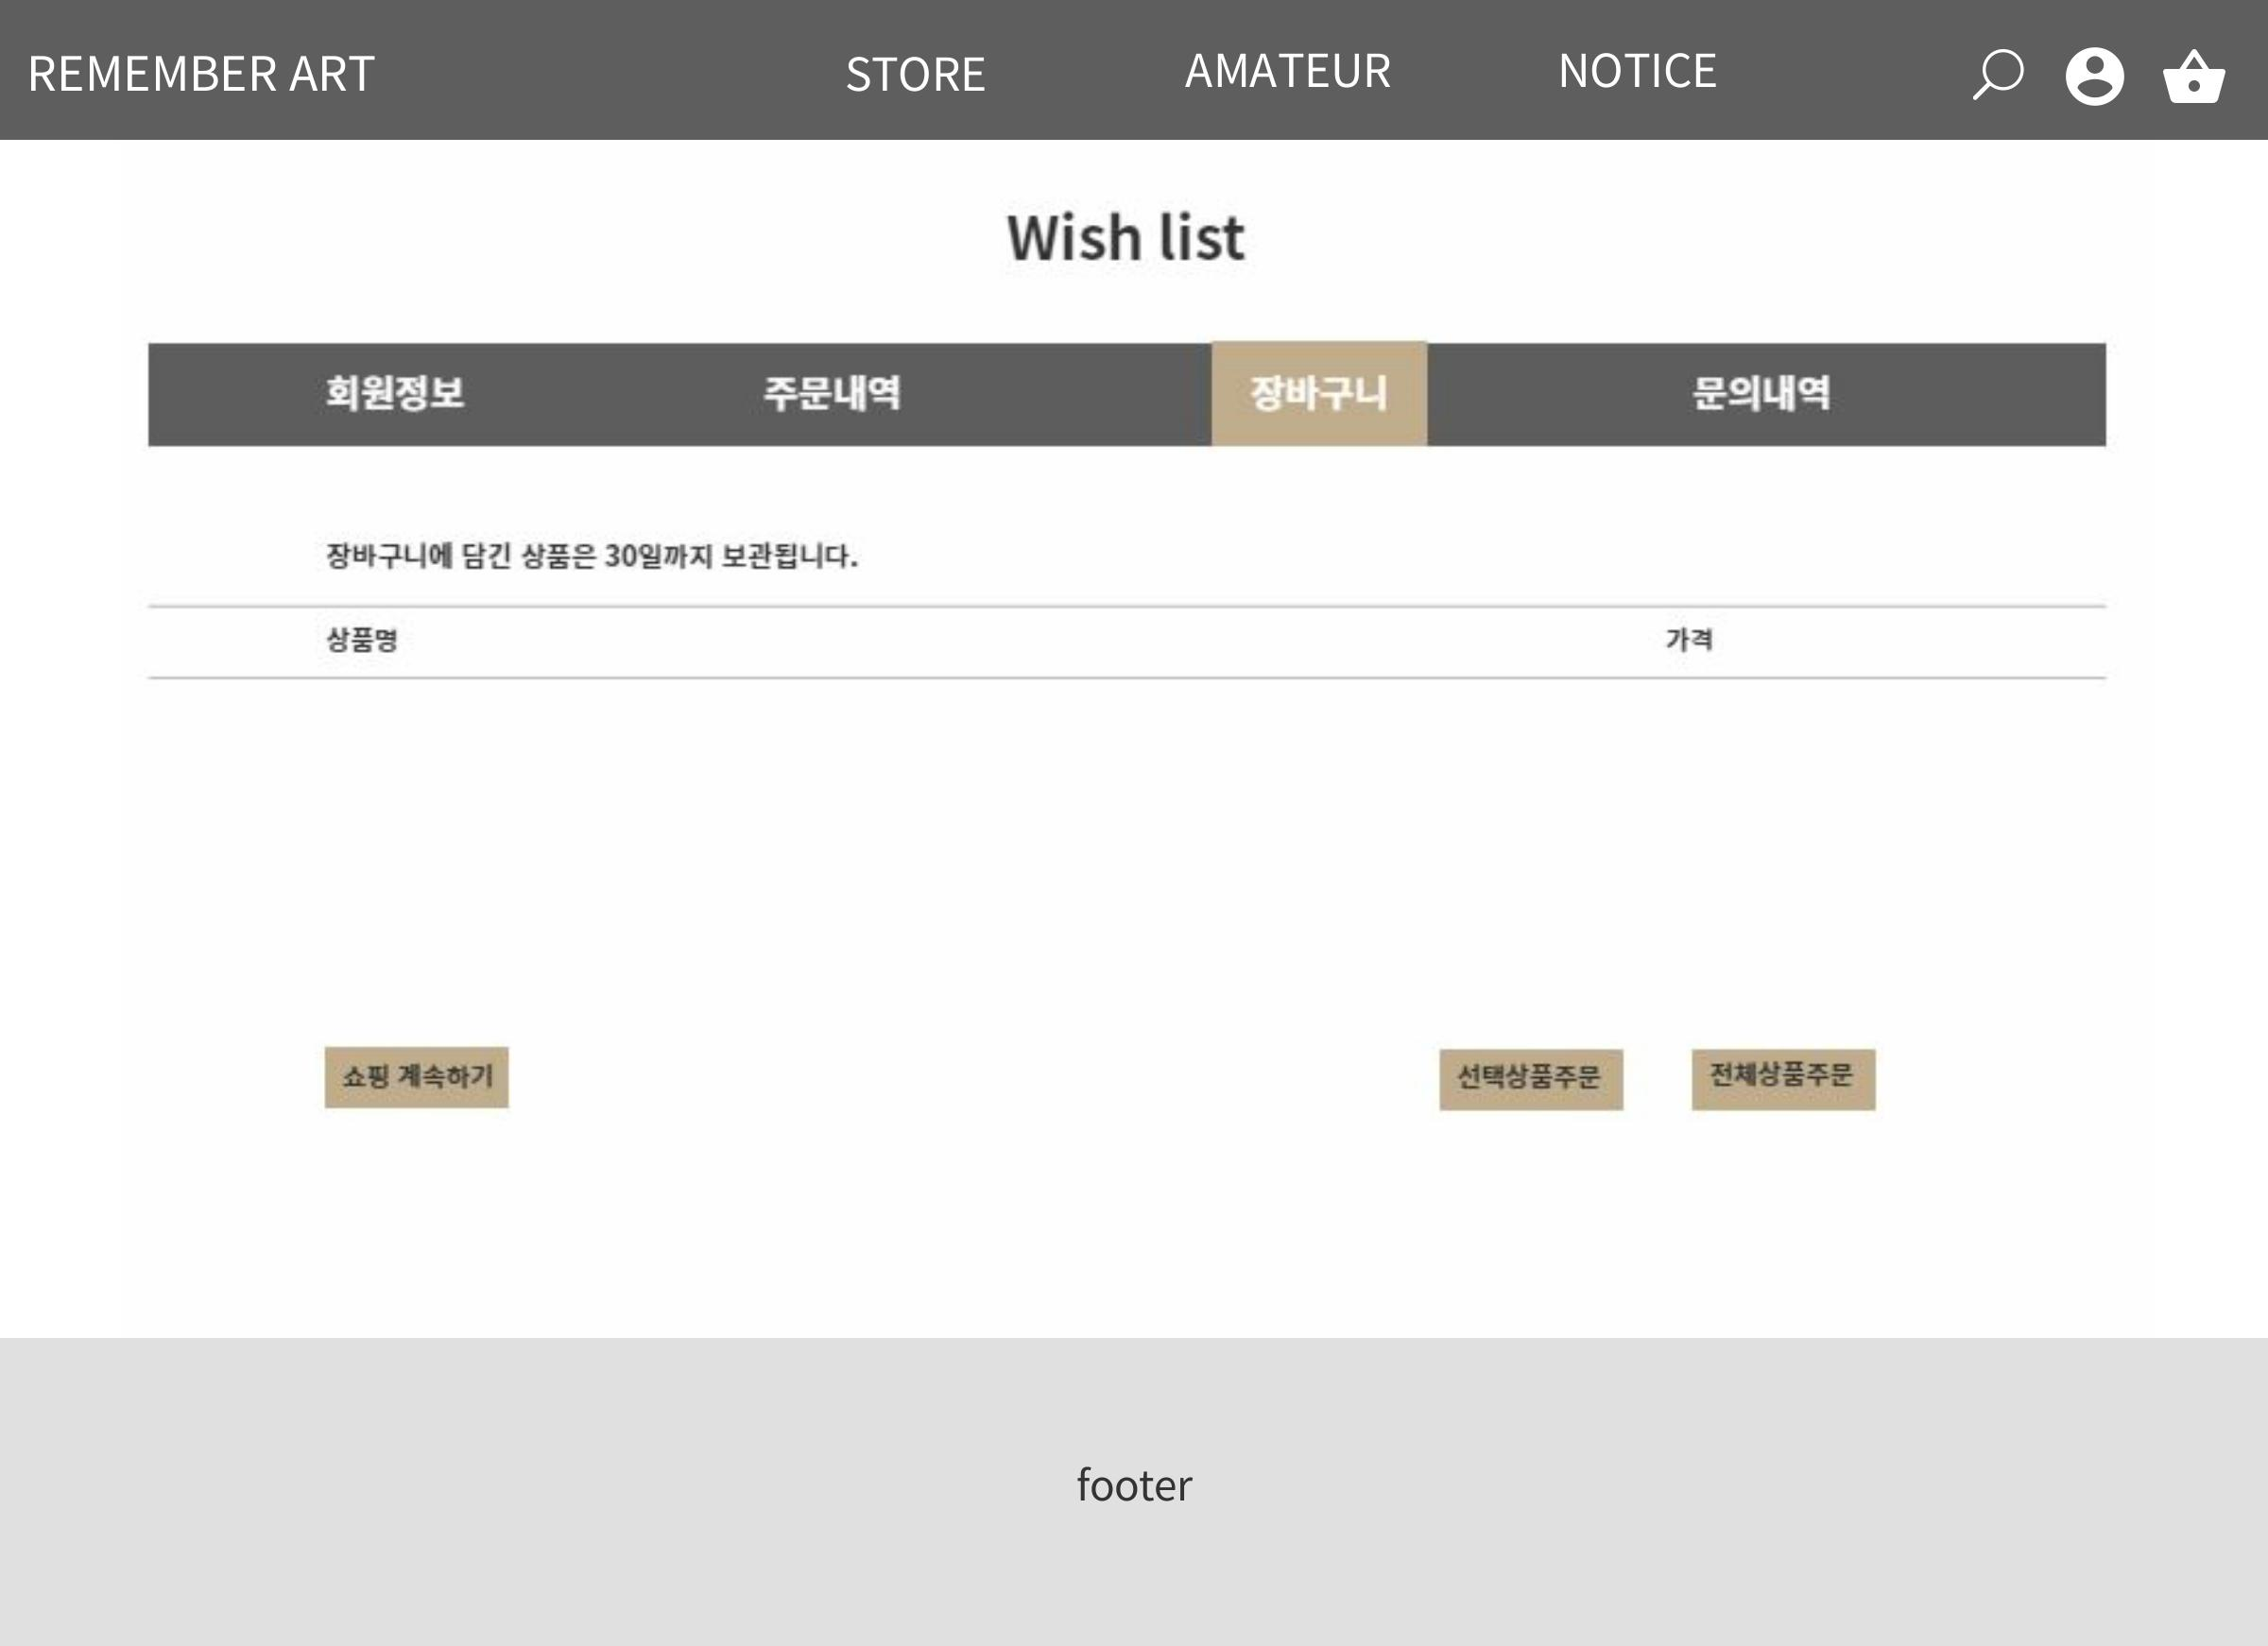 REMEMBER ART STORE AMATEUR NOTICE
Wish list
회원정보 주문내역 장바구니 문의내역
장바구니에 담긴 상품은 30일까지 보관됩니다.
상품명 가격
쇼핑 계속하기 선택상품주문 전체상품주문
footer